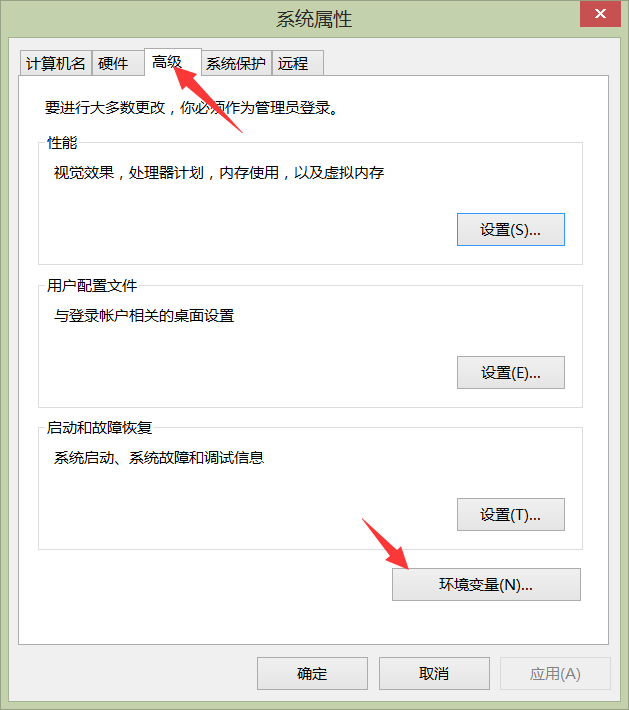 系统属性
计算机名 硬件 高级 系统保护 远程
要进行大多数更改，你必须作为管理员登录。
性能
视觉效果，处理器计划，内存使用，以及虚拟内存
设置(S)...
用户配置文件
与登录帐户相关的桌面设置
设置(E)...
启动和故障恢复
系统启动、系统故障和调试信息
设置(T)...
环境变量(N)...
确定 取消 应用(A)